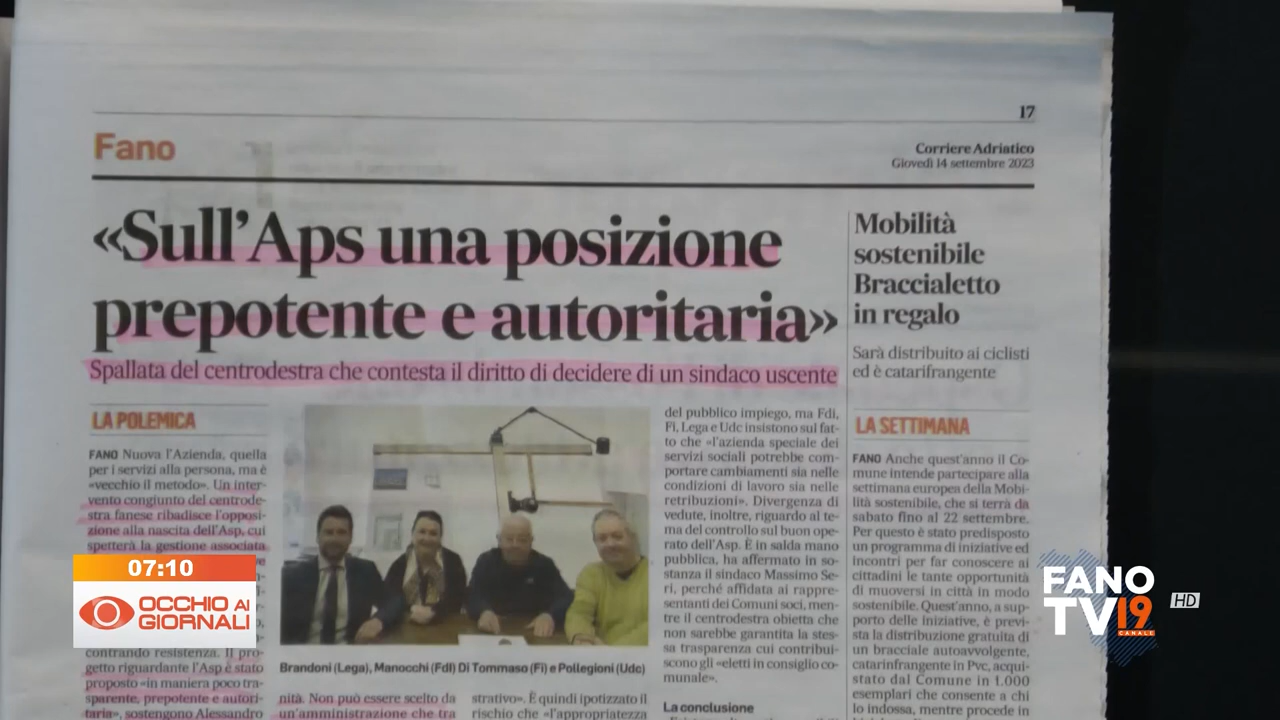 17
Fano
Corriere Adriatico
Giovedì 14 settembre 2023
«Sull'Aps una posizione
prepotente e autoritaria»
Spallata del centrodestra che contesta il diritto di decidere di un sindaco uscente
LA POLEMICA
FANO Nuova l'Azienda, quella
per i servizi alla persona, ma è
«vecchio il metodo». Un inter-
vento congiunto del centrode-
stra fanese ribadisce l'opposi-
zione alla nascita dell'Asp, cui
spetterà la gestione associata
contrando resistenza. Il pro-
getto riguardante l'Asp è stato
proposto «in maniera poco tra-
sparente, prepotente e autori-
taria», sostengono Alessandro
Brandoni (Lega), Manocchi (FdI) Di Tommaso (Fi) e Pollegioni (Udc)
nità. Non può essere scelto da
un'amministrazione che tra
strativo». È quindi ipotizzato il
rischio che «l'appropriatezza
del pubblico impiego, ma Fdi,
Fi, Lega e Udc insistono sul fat-
to che «l'azienda speciale dei
servizi sociali potrebbe com-
portare cambiamenti sia nelle
condizioni di lavoro sia nelle
retribuzioni». Divergenza di
vedute, inoltre, riguardo al te-
ma del controllo sul buon ope-
rato dell'Asp. È in salda mano
pubblica, ha affermato in so-
stanza il sindaco Massimo Se-
ri, perché affidata ai rappre-
sentanti dei Comuni soci, men-
tre il centrodestra obietta che
non sarebbe garantita la stes-
sa trasparenza cui contribui-
scono gli «eletti in consiglio co-
munale».
La conclusione
Mobilità
sostenibile
Braccialetto
in regalo
Sarà distribuito ai ciclisti
ed è catarifrangente
LA SETTIMANA
FANO Anche quest'anno il Co-
mune intende partecipare alla
settimana europea della Mobi-
lità sostenibile, che si terrà da
sabato fino al 22 settembre.
Per questo è stato predisposto
un programma di iniziative ed
incontri per far conoscere ai
cittadini le tante opportunità
di muoversi in città in modo
sostenibile. Quest'anno, a sup-
porto delle iniziative, è previ-
sta la distribuzione gratuita di
un bracciale autoavvolgente,
catarinfrangente in Pvc, acqui-
stato dal Comune in 1.000
esemplari che consente a chi
lo indossa, mentre procede in
07:10
OCCHIO AI
GIORNALI
FANO
TV19
CANALE
HD